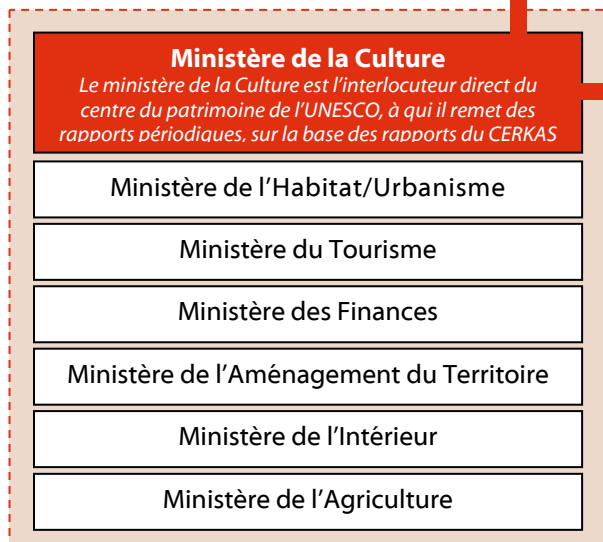 Ministère de la Culture
Le ministère de la Culture est l’interlocuteur direct du
centre du patrimoine de l’UNESCO, à qui il remet des
rapports périodiques, sur la base des rapports du CERKAS
Ministère de l’Habitat/Urbanisme
Ministère du Tourisme
Ministère des Finances
Ministère de l’Aménagement du Territoire
Ministère de l’Intérieur
Ministère de l’Agriculture